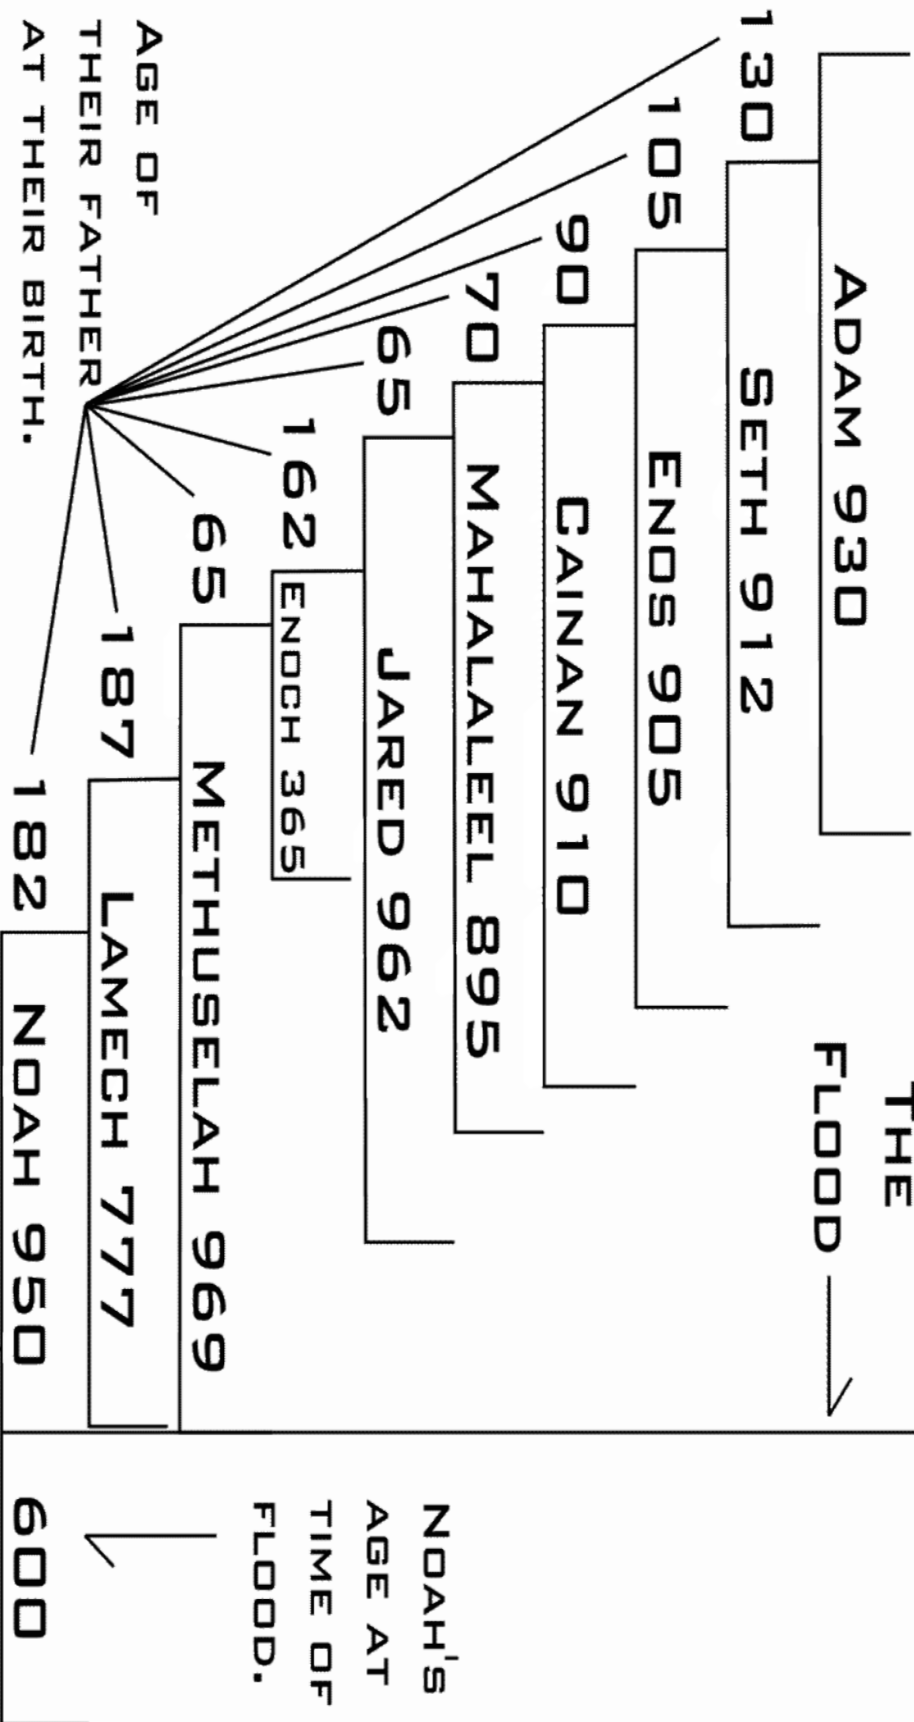 ADAM 930
THE
FLOOD
130
SETH 912
105
ENOS 905
90
CAINAN 910
70
MAHALALEEL 895
65
JARED 962
162
ENOCH 365
65
METHUSELAH 969
187
LAMECH 777
182
NOAH 950
600
AGE OF
THEIR FATHER
AT THEIR BIRTH.
NOAH'S
AGE AT
TIME OF
FLOOD.